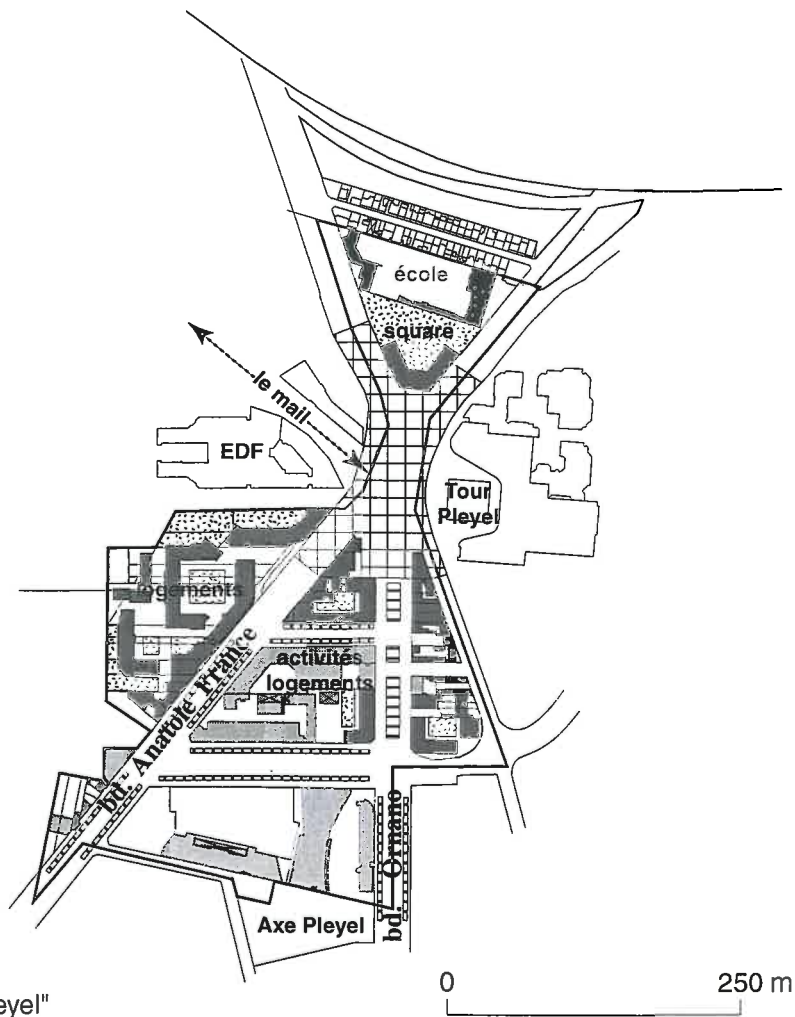 école
square
le mail
EDF
Tour
Pleyel
logements
activités
logements
bd. Anatole France
bd. Ornano
Axe Pleyel
0 250 m
eyel"